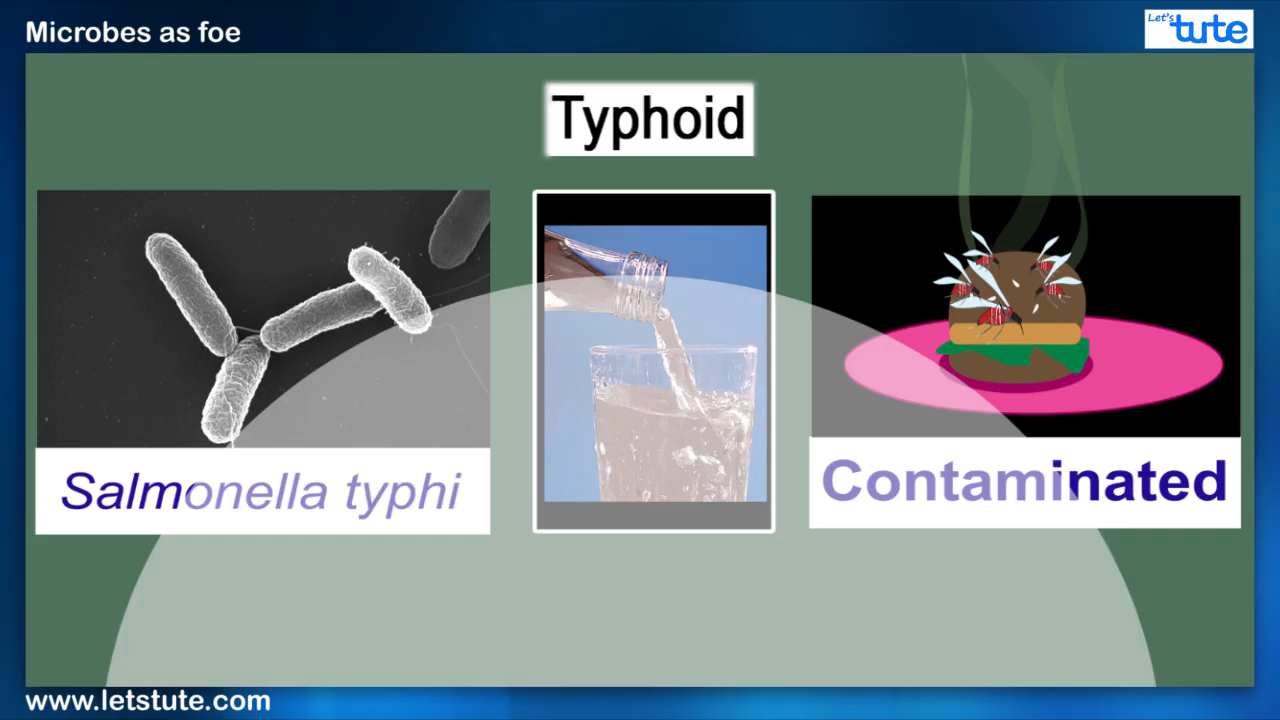 Microbes as foe
Let's
tute
Typhoid
Salmonella typhi
Contaminated
www.letstute.com